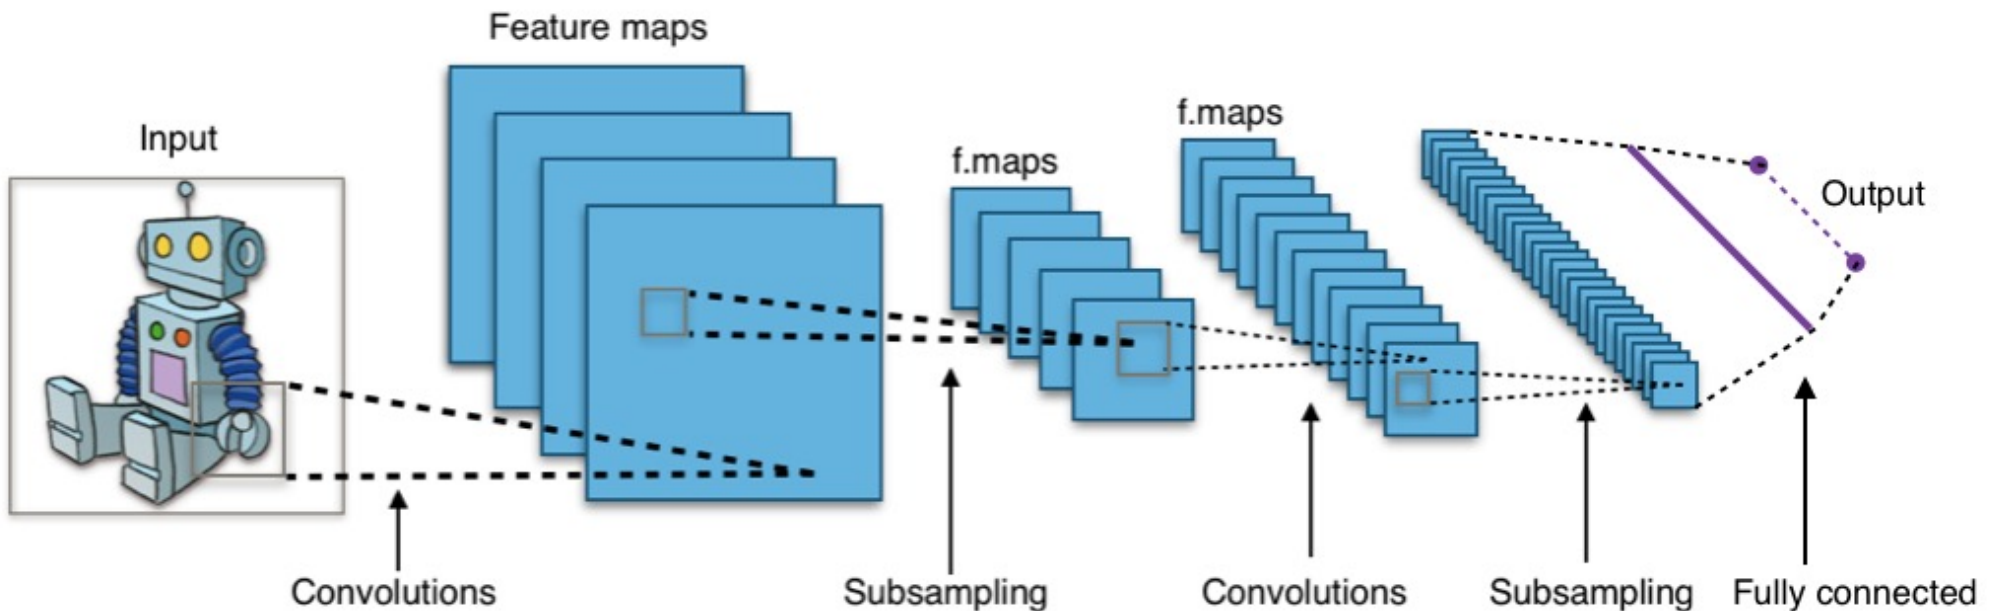 Feature maps
f.maps
Input
f.maps
Output
Convolutions
Subsampling
Convolutions
Subsampling
Fully connected